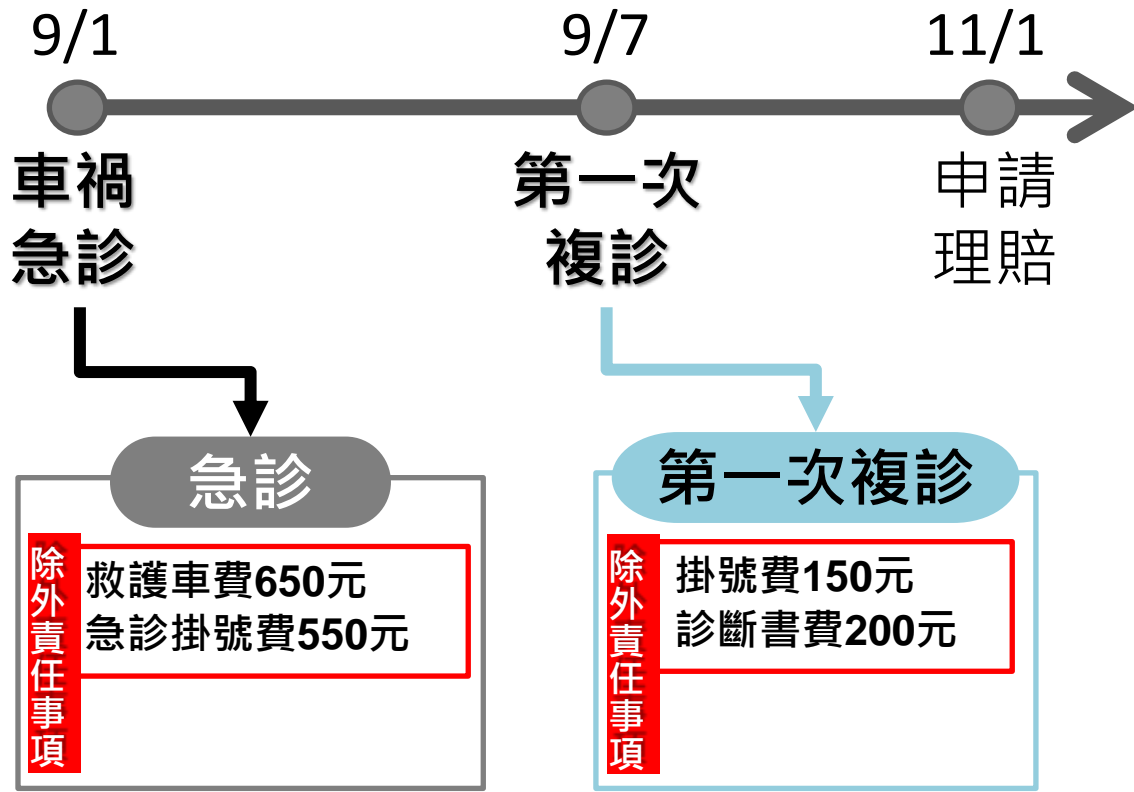 9/1
9/7
11/1
車禍
急診
第一次
複診
申請
理賠
急診
除外責任事項
救護車費650元
急診掛號費550元
第一次複診
除外責任事項
掛號費150元
診斷書費200元